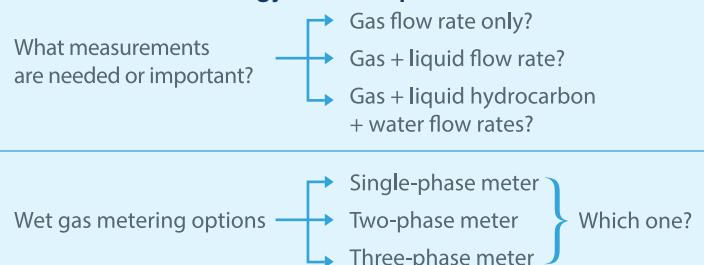 Gas flow rate only?
What measurements
are needed or important?
Gas + liquid flow rate?
Gas + liquid hydrocarbon
+ water flow rates?
Single-phase meter
Wet gas metering options
Two-phase meter
Which one?
Three-phase meter